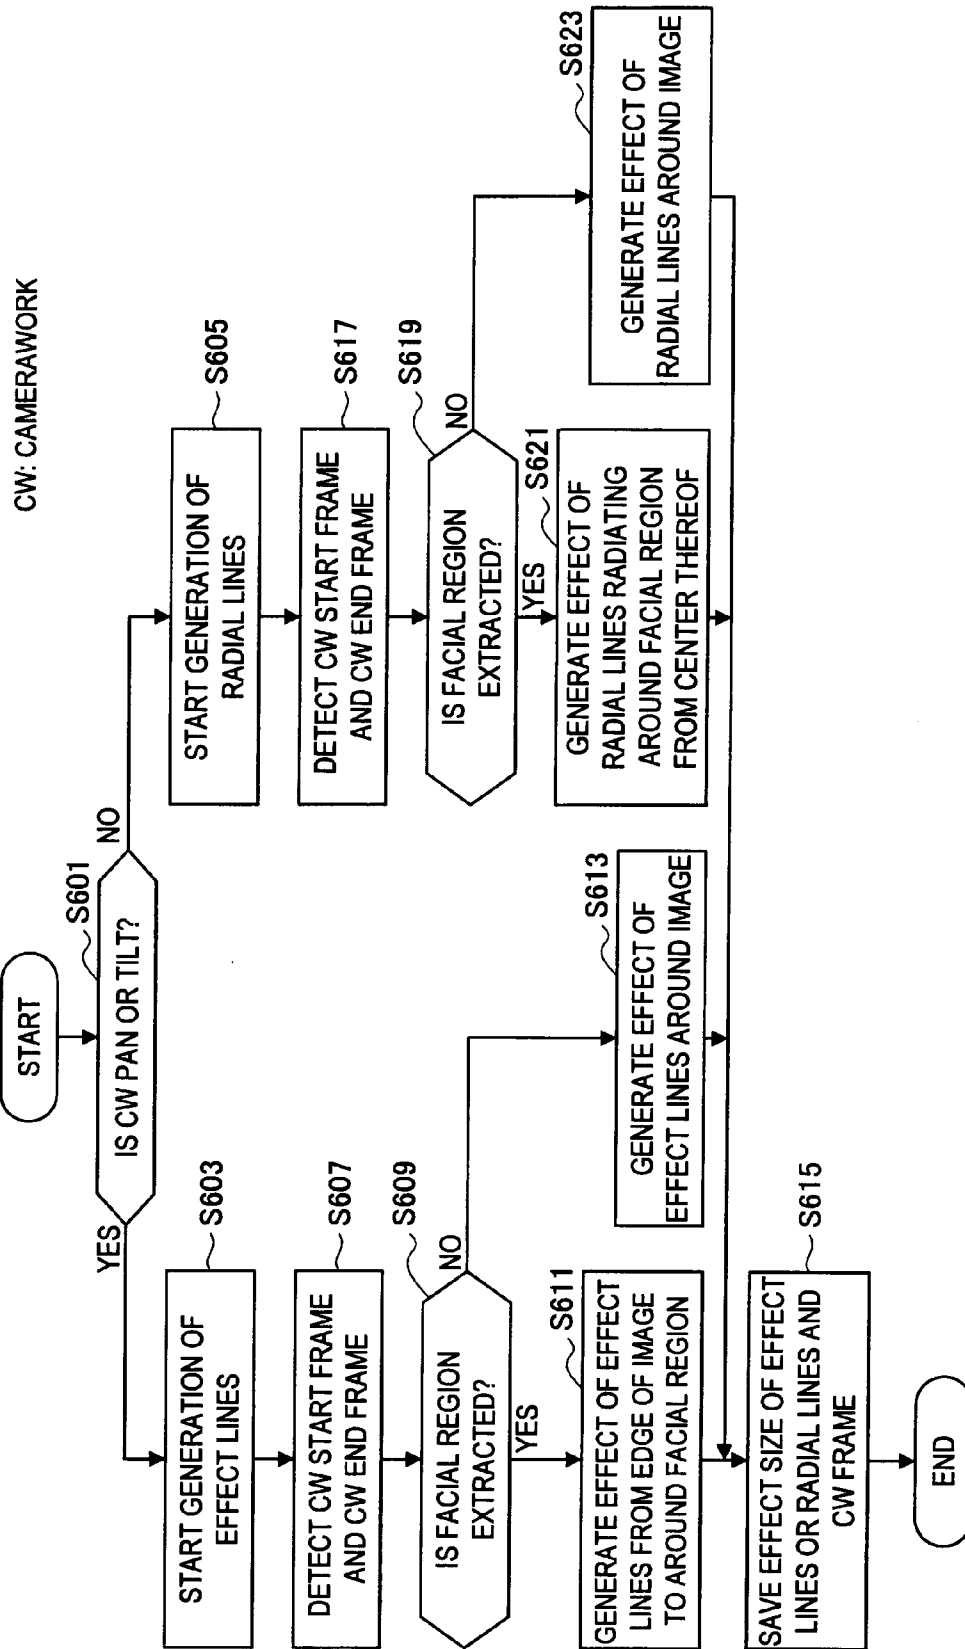 CW: CAMERAWORK
START
S601
IS CW PAN OR TILT?
YES
NO
S603
START GENERATION OF
EFFECT LINES
S607
DETECT CW START FRAME
AND CW END FRAME
S609
IS FACIAL REGION
EXTRACTED?
NO
YES
S611
GENERATE EFFECT OF EFFECT
LINES FROM EDGE OF IMAGE
TO AROUND FACIAL REGION
S613
GENERATE EFFECT OF
EFFECT LINES AROUND IMAGE
S605
START GENERATION OF
RADIAL LINES
S617
DETECT CW START FRAME
AND CW END FRAME
S619
IS FACIAL REGION
EXTRACTED?
NO
YES
S621
GENERATE EFFECT OF
RADIAL LINES RADIATING
AROUND FACIAL REGION
FROM CENTER THEREOF
S623
GENERATE EFFECT OF
RADIAL LINES AROUND IMAGE
S615
SAVE EFFECT SIZE OF EFFECT
LINES OR RADIAL LINES AND
CW FRAME
END